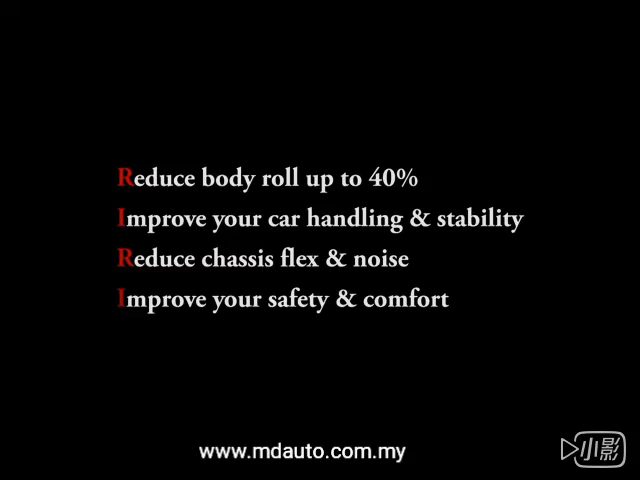 Reduce body roll up to 40%
Improve your car handling & stability
Reduce chassis flex & noise
Improve your safety & comfort
www.mdauto.com.my
小影